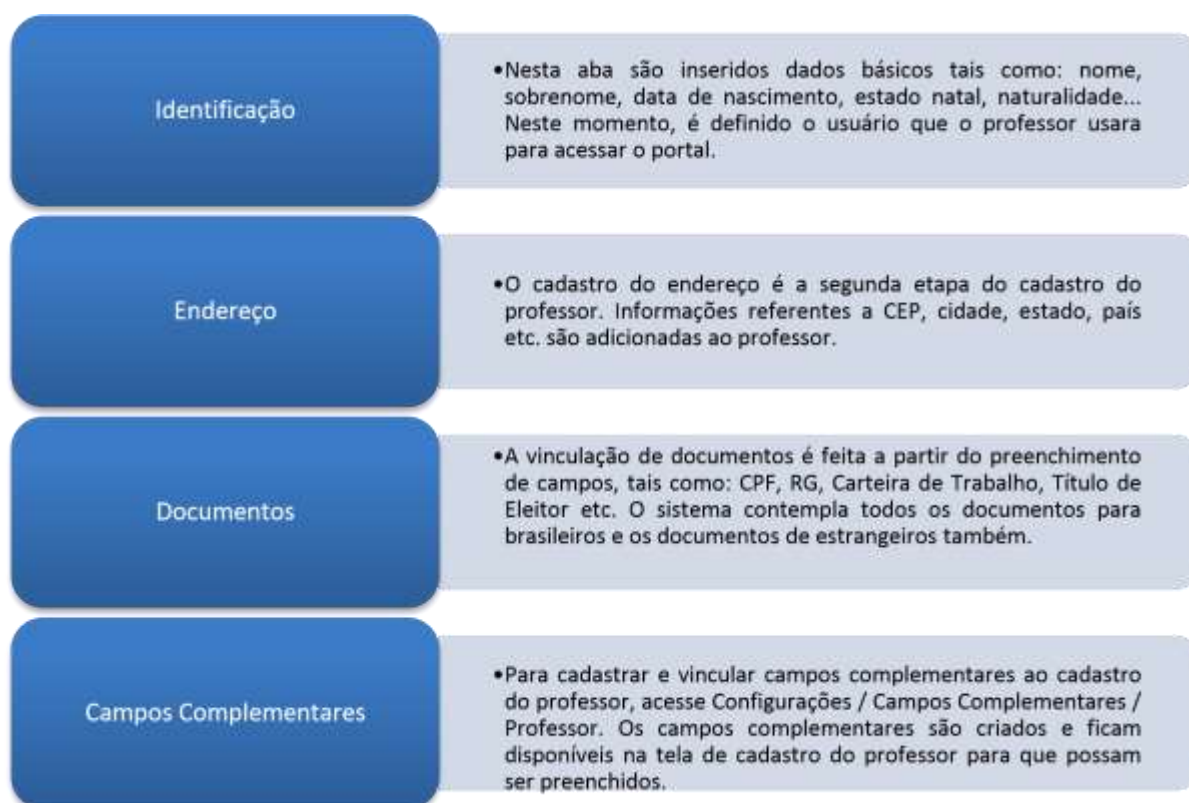 Identificação
•Nesta aba são inseridos dados básicos tais como: nome,
sobrenome, data de nascimento, estado natal, naturalidade...
Neste momento, é definido o usuário que o professor usara
para acessar o portal.
Endereço
•O cadastro do endereço é a segunda etapa do cadastro do
professor. Informações referentes a CEP, cidade, estado, país
etc. são adicionadas ao professor.
Documentos
•A vinculação de documentos é feita a partir do preenchimento
de campos, tais como: CPF, RG, Carteira de Trabalho, Título de
Eleitor etc. O sistema contempla todos os documentos para
brasileiros e os documentos de estrangeiros também.
Campos Complementares
•Para cadastrar e vincular campos complementares ao cadastro
do professor, acesse Configurações / Campos Complementares /
Professor. Os campos complementares são criados e ficam
disponíveis na tela de cadastro do professor para que possam
ser preenchidos.